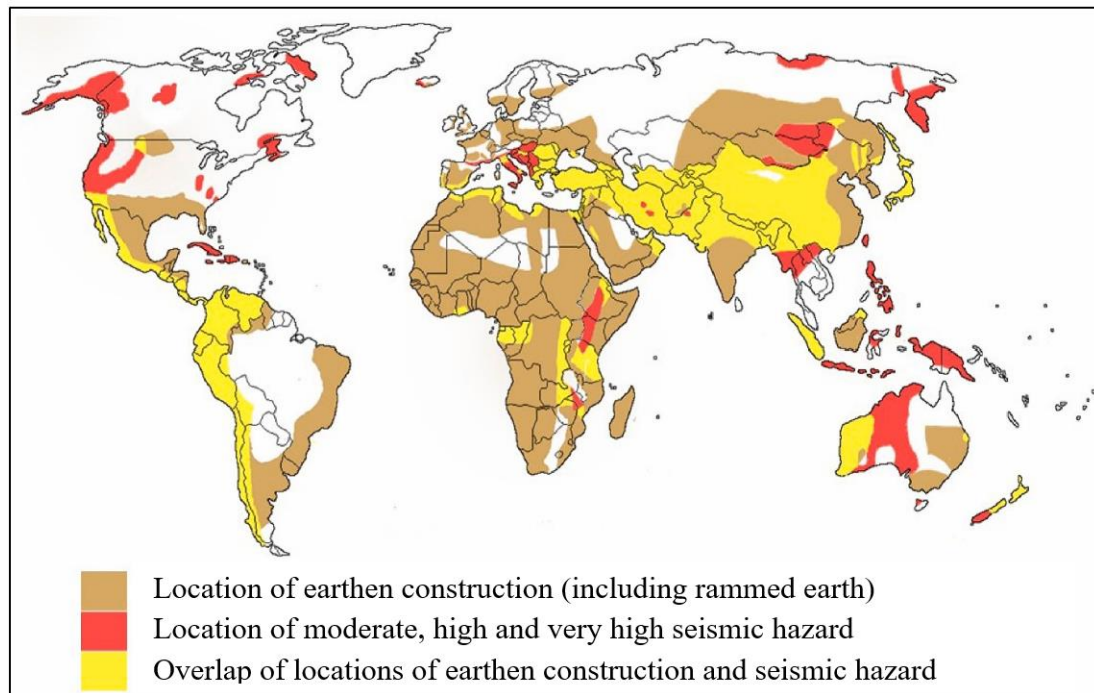 Location of earthen construction (including rammed earth)
Location of moderate, high and very high seismic hazard
Overlap of locations of earthen construction and seismic hazard